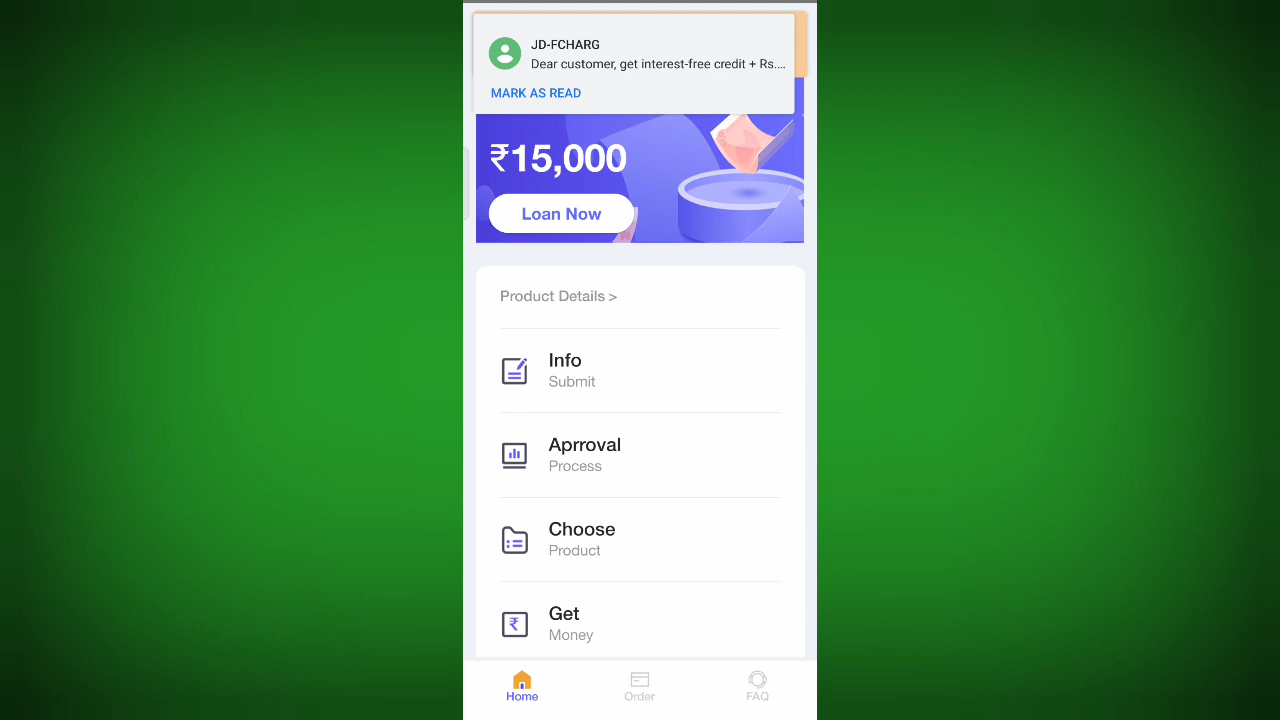 JD-FCHARG
Dear customer, get interest-free credit + Rs....
MARK AS READ
₹15,000
Loan Now
Product Details >
Info
Submit
Aprroval
Process
Choose
Product
Get
Money
Home
Order
FAQ